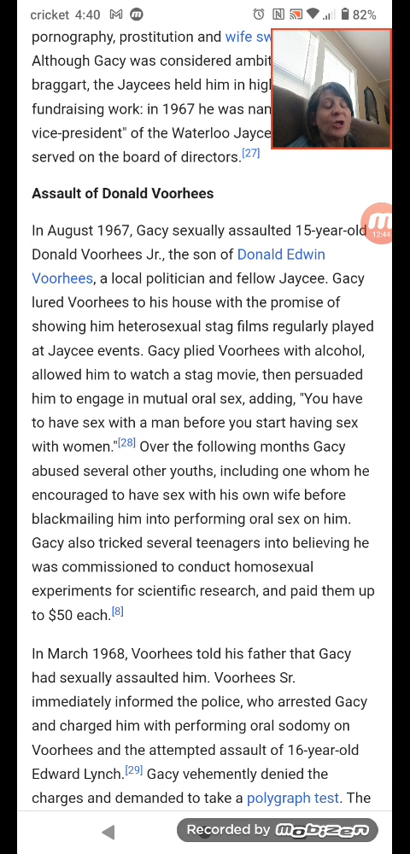 cricket 4:40 M m 82%
pornography, prostitution and wife sw
Although Gacy was considered ambit
braggart, the Jaycees held him in hig
fundraising work: in 1967 he was nan
vice-president" of the Waterloo Jayce
served on the board of directors.[27]
Assault of Donald Voorhees
m
12:44
In August 1967, Gacy sexually assaulted 15-year-old
Donald Voorhees Jr., the son of Donald Edwin
Voorhees, a local politician and fellow Jaycee. Gacy
lured Voorhees to his house with the promise of
showing him heterosexual stag films regularly played
at Jaycee events. Gacy plied Voorhees with alcohol,
allowed him to watch a stag movie, then persuaded
him to engage in mutual oral sex, adding, "You have
to have sex with a man before you start having sex
with women."[28] Over the following months Gacy
abused several other youths, including one whom he
encouraged to have sex with his own wife before
blackmailing him into performing oral sex on him.
Gacy also tricked several teenagers into believing he
was commissioned to conduct homosexual
experiments for scientific research, and paid them up
to $50 each.[8]
In March 1968, Voorhees told his father that Gacy
had sexually assaulted him. Voorhees Sr.
immediately informed the police, who arrested Gacy
and charged him with performing oral sodomy on
Voorhees and the attempted assault of 16-year-old
Edward Lynch.[29] Gacy vehemently denied the
charges and demanded to take a polygraph test. The
Recorded by mobizen